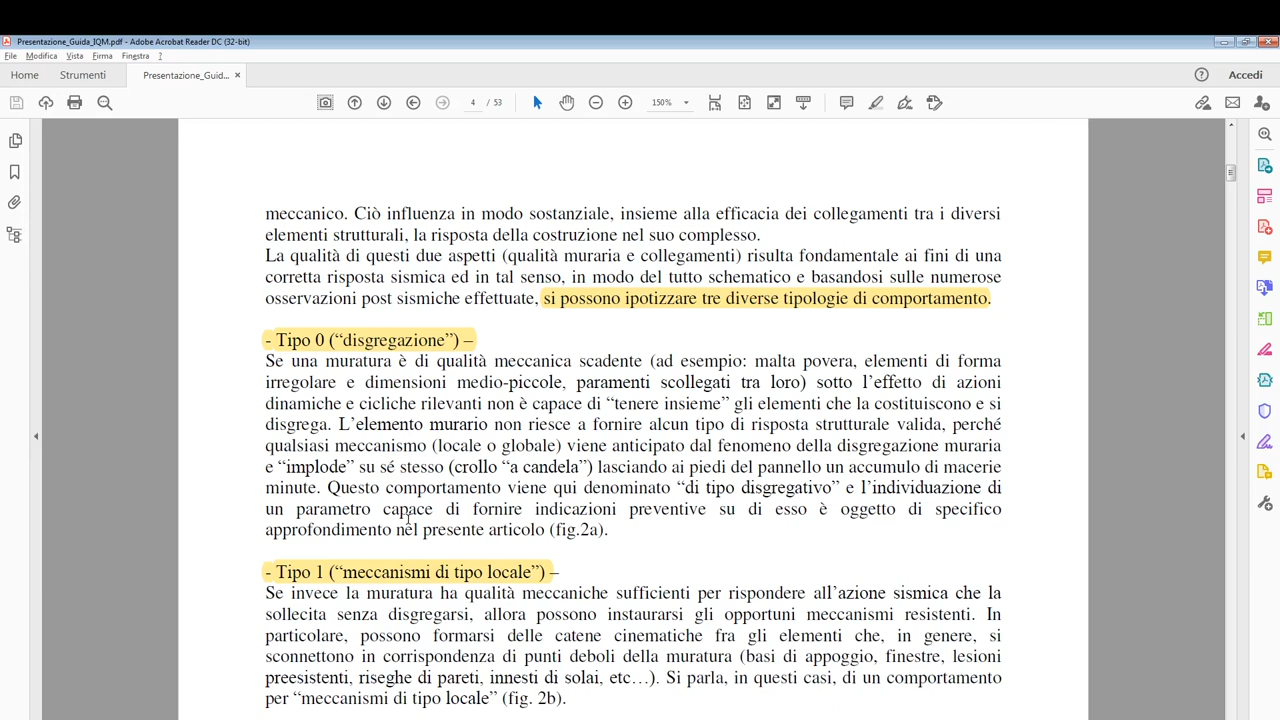 Presentazione_Guida_IQM.pdf - Adobe Acrobat Reader DC (32-bit)
File Modifica Vista Firma Finestra ?
Home Strumenti Presentazione_Guid... × Accedi
4 / 53 150%
meccanico. Ciò influenza in modo sostanziale, insieme alla efficacia dei collegamenti tra i diversi
elementi strutturali, la risposta della costruzione nel suo complesso.
La qualità di questi due aspetti (qualità muraria e collegamenti) risulta fondamentale ai fini di una
corretta risposta sismica ed in tal senso, in modo del tutto schematico e basandosi sulle numerose
osservazioni post sismiche effettuate, si possono ipotizzare tre diverse tipologie di comportamento.
- Tipo 0 (“disgregazione”) –
Se una muratura è di qualità meccanica scadente (ad esempio: malta povera, elementi di forma
irregolare e dimensioni medio-piccole, paramenti scollegati tra loro) sotto l’effetto di azioni
dinamiche e cicliche rilevanti non è capace di “tenere insieme” gli elementi che la costituiscono e si
disgrega. L’elemento murario non riesce a fornire alcun tipo di risposta strutturale valida, perché
qualsiasi meccanismo (locale o globale) viene anticipato dal fenomeno della disgregazione muraria
e “implode” su sé stesso (crollo “a candela”) lasciando ai piedi del pannello un accumulo di macerie
minute. Questo comportamento viene qui denominato “di tipo disgregativo” e l’individuazione di
un parametro capace di fornire indicazioni preventive su di esso è oggetto di specifico
approfondimento nel presente articolo (fig.2a).
- Tipo 1 (“meccanismi di tipo locale”) –
Se invece la muratura ha qualità meccaniche sufficienti per rispondere all’azione sismica che la
sollecita senza disgregarsi, allora possono instaurarsi gli opportuni meccanismi resistenti. In
particolare, possono formarsi delle catene cinematiche fra gli elementi che, in genere, si
sconnettono in corrispondenza di punti deboli della muratura (basi di appoggio, finestre, lesioni
preesistenti, riseghe di pareti, innesti di solai, etc…). Si parla, in questi casi, di un comportamento
per “meccanismi di tipo locale” (fig. 2b).